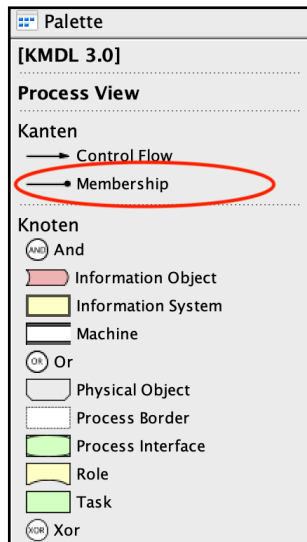 Palette
[KMDL 3.0]
Process View
Kanten
Control Flow
Membership
Knoten
AND And
Information Object
Information System
Machine
OR Or
Physical Object
Process Border
Process Interface
Role
Task
XOR Xor